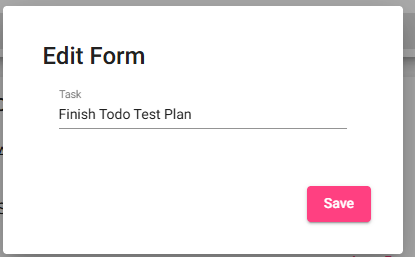 Edit Form
Task
Finish Todo Test Plan
Save